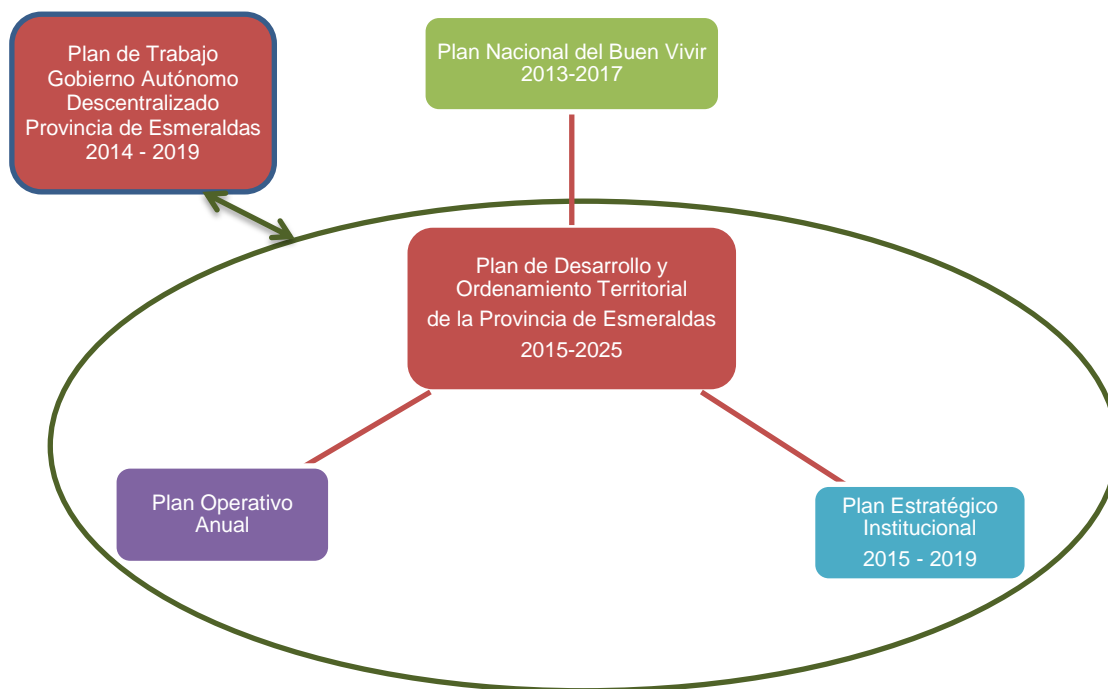 Plan de Trabajo
Gobierno Autónomo
Descentralizado
Provincia de Esmeraldas
2014 - 2019
Plan Nacional del Buen Vivir
2013-2017
Plan de Desarrollo y
Ordenamiento Territorial
de la Provincia de Esmeraldas
2015-2025
Plan Operativo
Anual
Plan Estratégico
Institucional
2015 - 2019